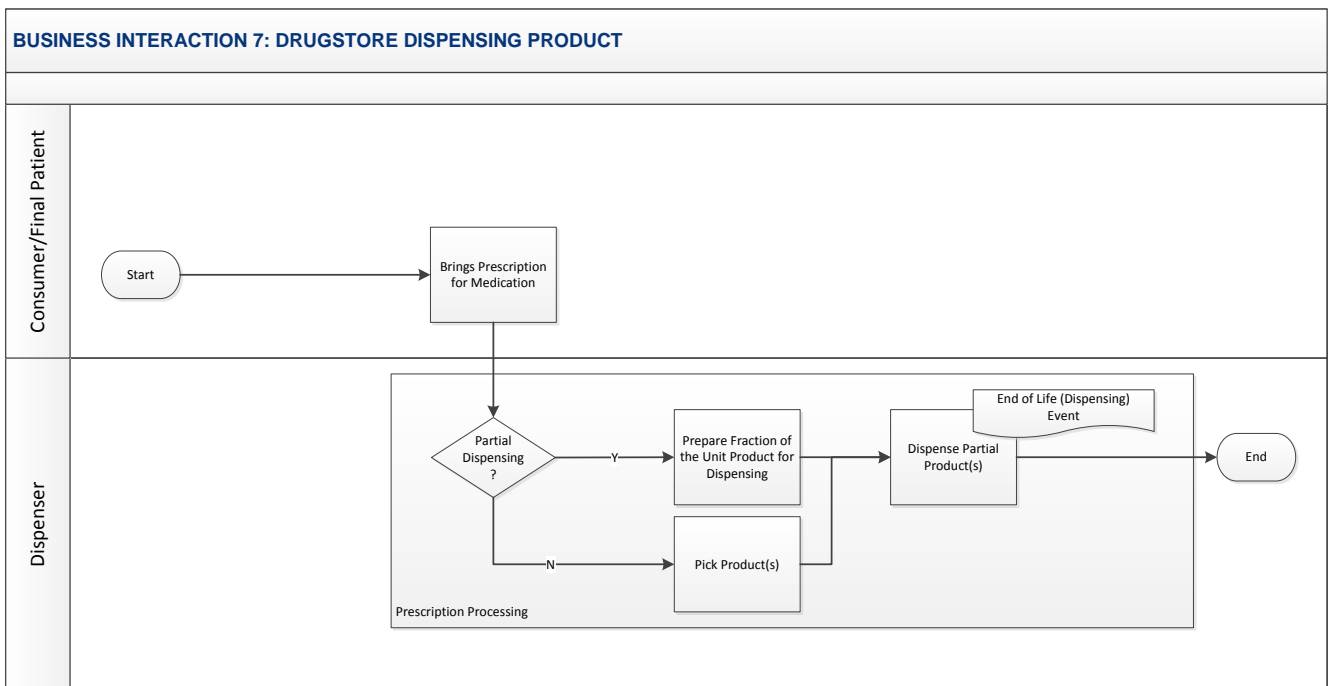 BUSINESS INTERACTION 7: DRUGSTORE DISPENSING PRODUCT
Consumer/Final Patient
Start
Brings Prescription
for Medication
Dispenser
Partial
Dispensing
?
Y
Prepare Fraction of
the Unit Product for
Dispensing
End of Life (Dispensing)
Event
Dispense Partial
Product(s)
End
N
Pick Product(s)
Prescription Processing